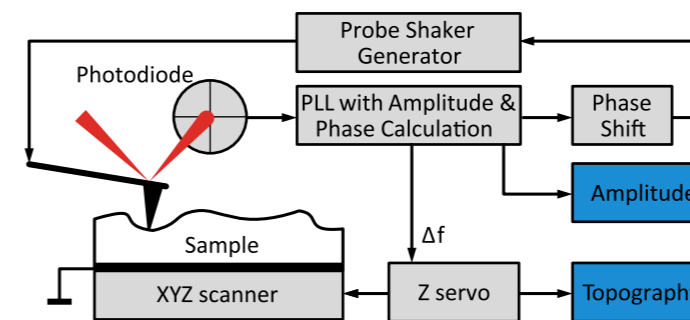 Probe Shaker
Generator
Photodiode
PLL with Amplitude &
Phase Calculation
Phase
Shift
Amplitude
Δf
Sample
XYZ scanner
Z servo
Topograph